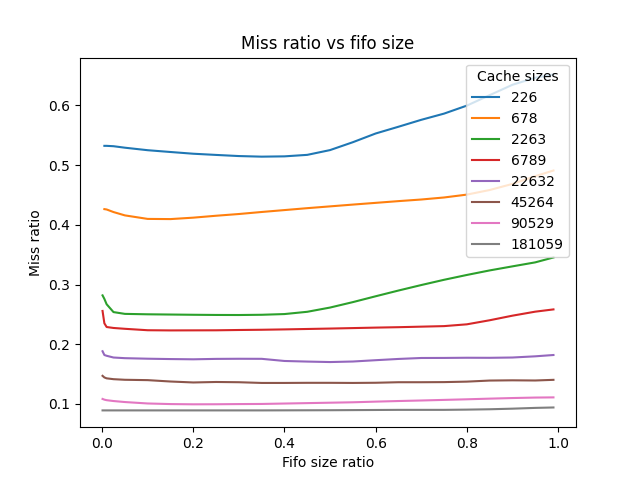 Miss ratio vs fifo size
Miss ratio
0.6
0.5
0.4
0.3
0.2
0.1
Cache sizes
226
678
2263
6789
22632
45264
90529
181059
0.0 0.2 0.4 0.6 0.8 1.0
Fifo size ratio